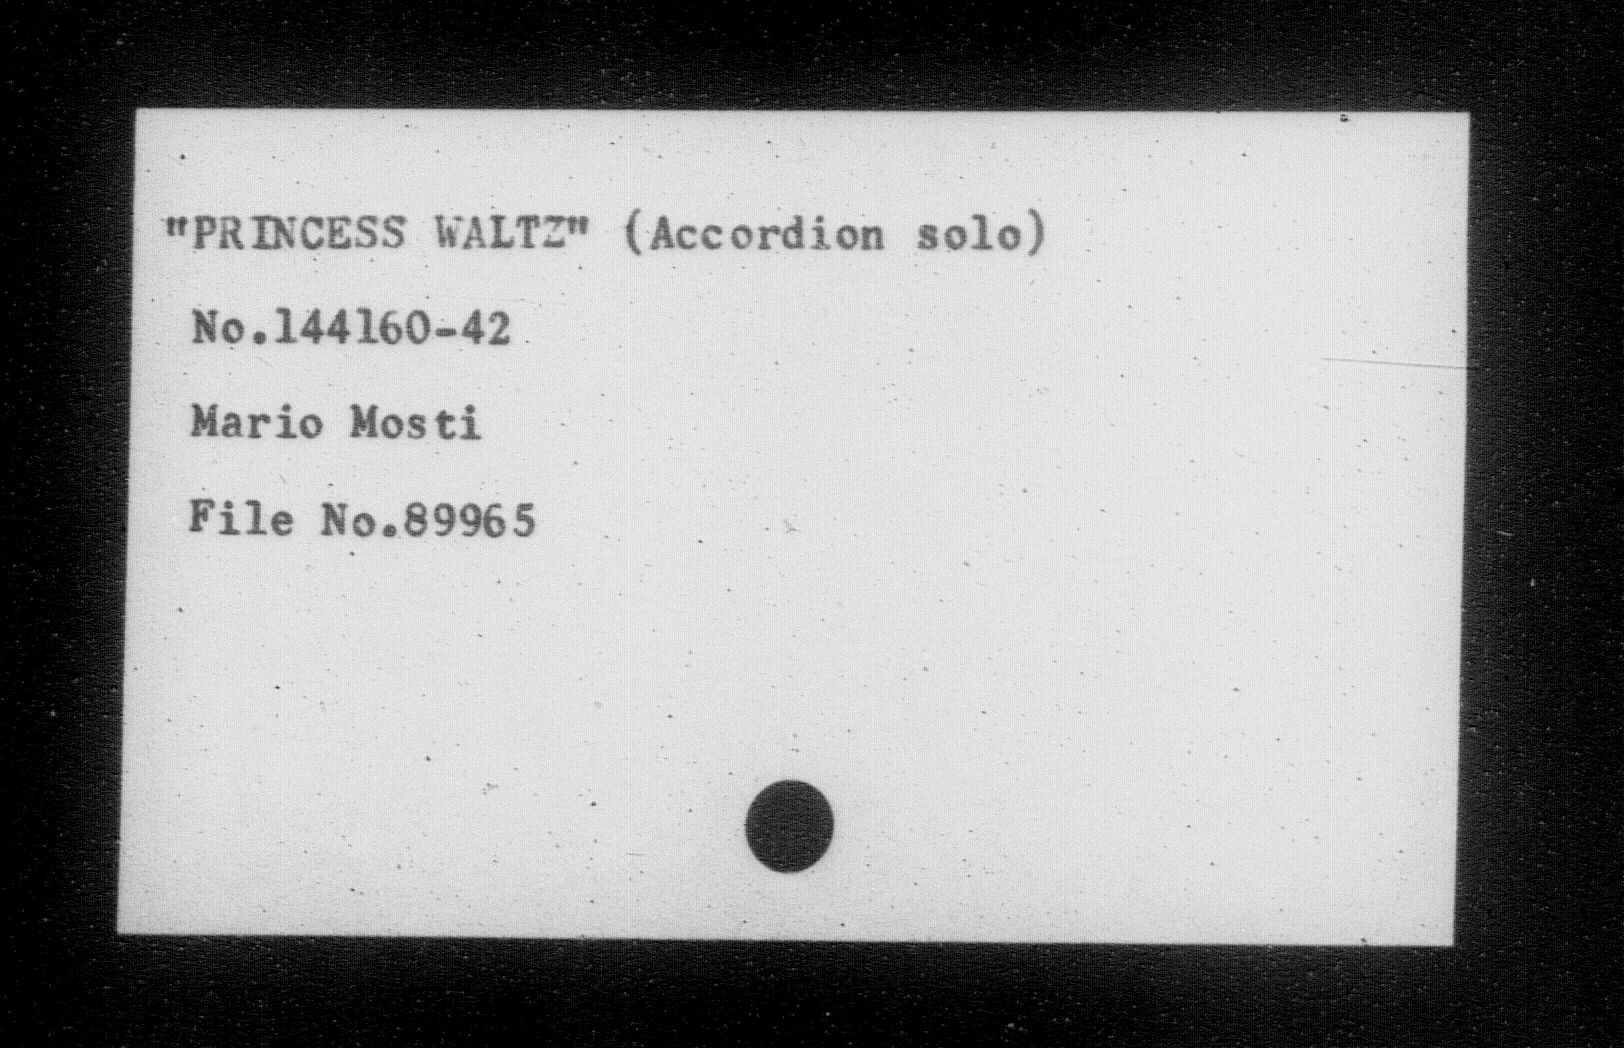 "PRINCESS WALTZ" (Accordion solo)
No.144160-42
Mario Mosti
File No.89965